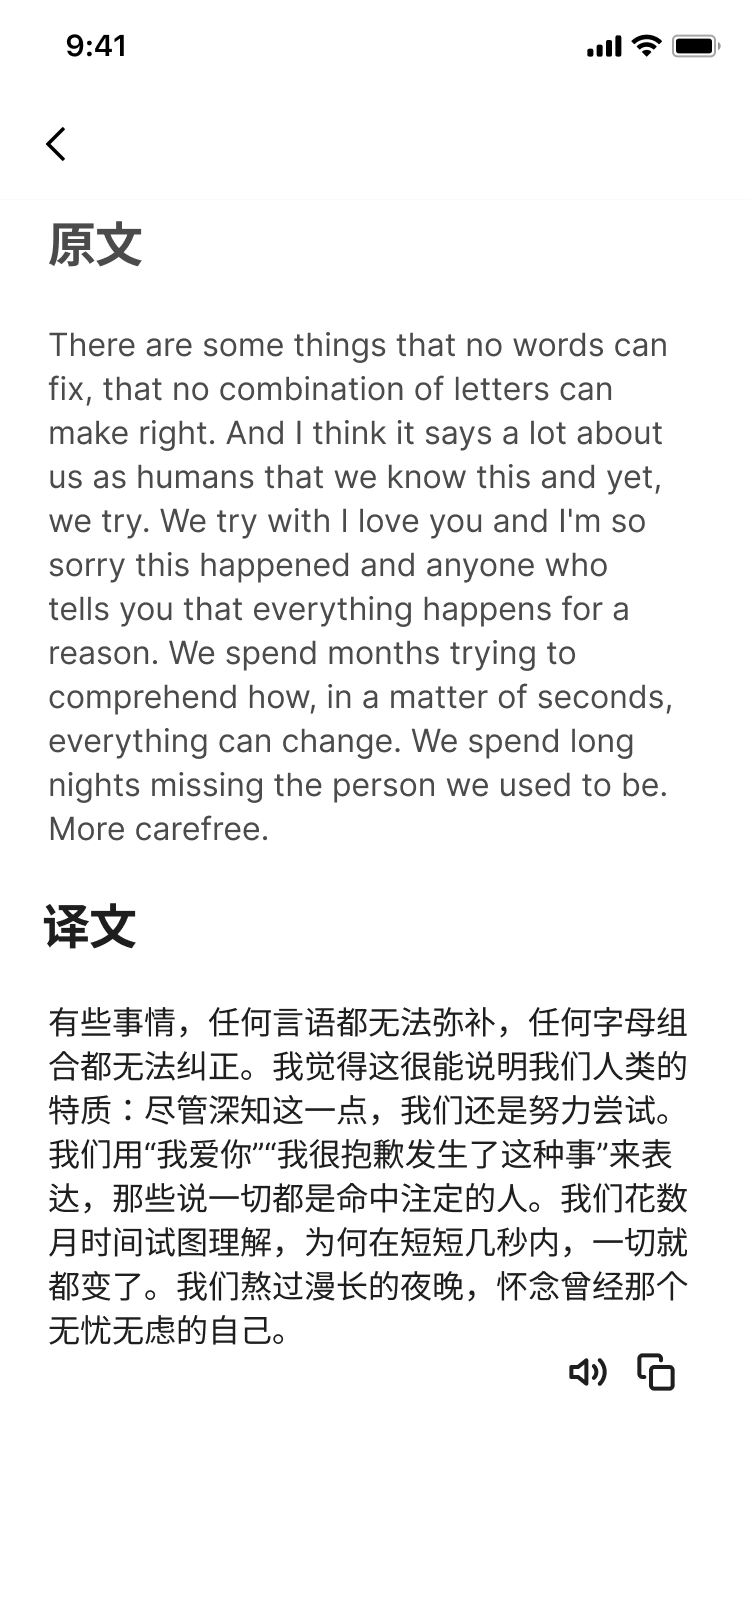 9:41
原文
There are some things that no words can
fix, that no combination of letters can
make right. And I think it says a lot about
us as humans that we know this and yet,
we try. We try with I love you and I'm so
sorry this happened and anyone who
tells you that everything happens for a
reason. We spend months trying to
comprehend how, in a matter of seconds,
everything can change. We spend long
nights missing the person we used to be.
More carefree.
译文
有些事情，任何言语都无法弥补，任何字母组
合都无法纠正。我觉得这很能说明我们人类的
特质：尽管深知这一点，我们还是努力尝试。
我们用“我爱你”“我很抱歉发生了这种事”来表
达，那些说一切都是命中注定的人。我们花数
月时间试图理解，为何在短短几秒内，一切就
都变了。我们熬过漫长的夜晚，怀念曾经那个
无忧无虑的自己。